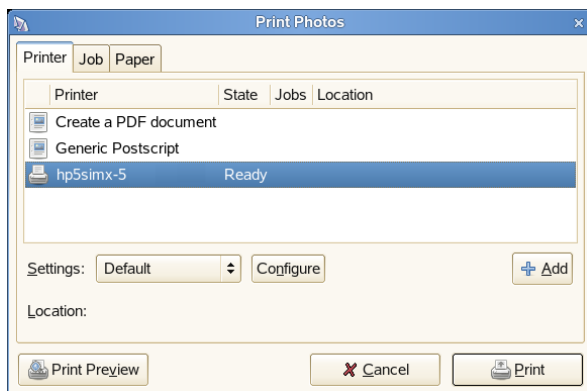 Print Photos
Printer Job Paper
Printer State Jobs Location
Create a PDF document
Generic Postscript
hp5simx-5 Ready
Settings: Default Configure Add
Location:
Print Preview Cancel Print